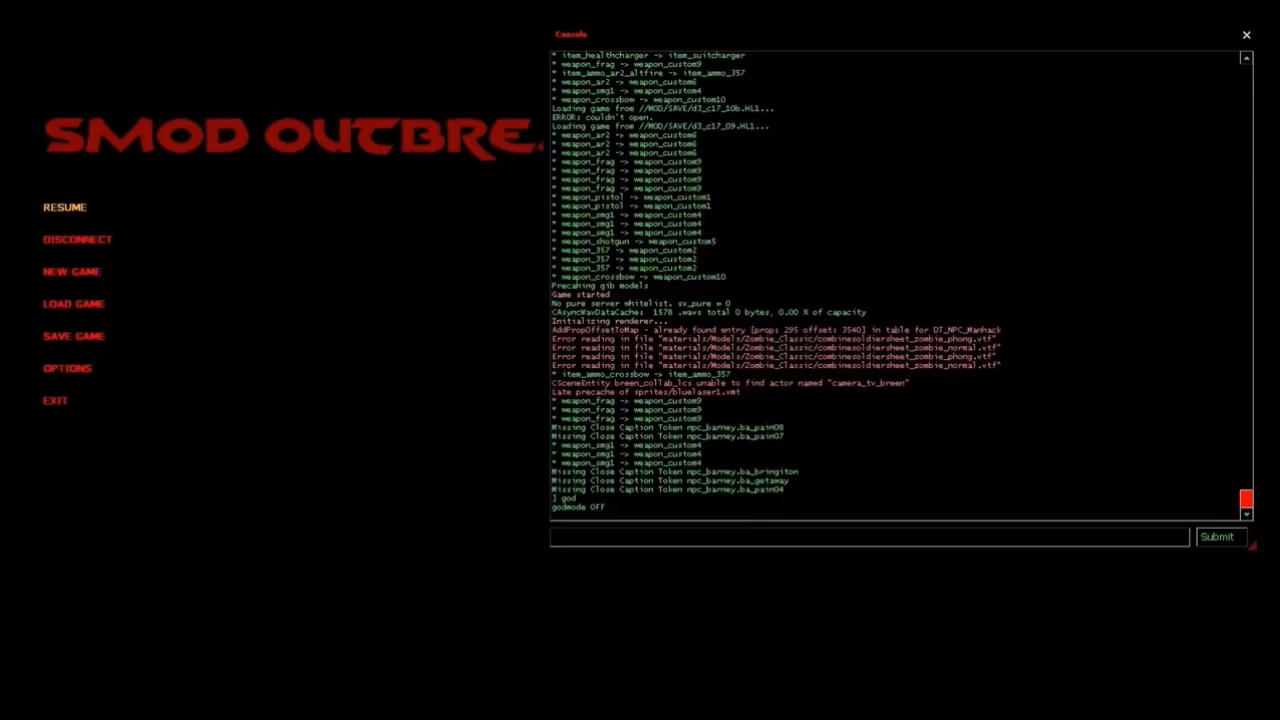 SMOD OUTBRE
RESUME
DISCONNECT
NEW GAME
LOAD GAME
SAVE GAME
OPTIONS
EXIT
Console
* item_healthcharger -> item_suitcharger
* weapon_frag -> weapon_custom9
* item_ammo_ar2_altfire -> item_ammo_357
* weapon_ar2 -> weapon_custom6
* weapon_smg1 -> weapon_custom4
* weapon_crossbow -> weapon_custom10
Loading game from //MOD/SAVE/d3_c17_10b.HL1...
ERROR: couldn't open.
Loading game from //MOD/SAVE/d3_c17_09.HL1...
* weapon_ar2 -> weapon_custom6
* weapon_ar2 -> weapon_custom6
* weapon_ar2 -> weapon_custom6
* weapon_frag -> weapon_custom9
* weapon_frag -> weapon_custom9
* weapon_frag -> weapon_custom9
* weapon_frag -> weapon_custom9
* weapon_pistol -> weapon_custom1
* weapon_pistol -> weapon_custom1
* weapon_smg1 -> weapon_custom4
* weapon_smg1 -> weapon_custom4
* weapon_smg1 -> weapon_custom4
* weapon_shotgun -> weapon_custom5
* weapon_357 -> weapon_custom2
* weapon_357 -> weapon_custom2
* weapon_357 -> weapon_custom2
* weapon_crossbow -> weapon_custom10
Precahing gib models
Game started
No pure server whitelist. sv_pure = 0
CAsyncWavDataCache: 1578 .wavs total 0 bytes, 0.00 % of capacity
Initializing renderer...
AddPropOffsetToMap - already found entry [prop: 295 offset: 3540] in table for DT_NPC_Manhack
Error reading in file "materials/Models/Zombie_Classic/combinesoldiersheet_zombie_phong.vtf"
Error reading in file "materials/Models/Zombie_Classic/combinesoldiersheet_zombie_normal.vtf"
Error reading in file "materials/Models/Zombie_Classic/combinesoldiersheet_zombie_phong.vtf"
Error reading in file "materials/Models/Zombie_Classic/combinesoldiersheet_zombie_normal.vtf"
* item_ammo_crossbow -> item_ammo_357
CSceneEntity breen_collab_lcs unable to find actor named "camera_tv_breen"
Late precache of sprites/bluelaser1.vmt
* weapon_frag -> weapon_custom9
* weapon_frag -> weapon_custom9
* weapon_frag -> weapon_custom9
Missing Close Caption Token npc_barney.ba_pain08
Missing Close Caption Token npc_barney.ba_pain07
* weapon_smg1 -> weapon_custom4
* weapon_smg1 -> weapon_custom4
* weapon_smg1 -> weapon_custom4
Missing Close Caption Token npc_barney.ba_bringiton
Missing Close Caption Token npc_barney.ba_getaway
Missing Close Caption Token npc_barney.ba_pain04
] god
godmode OFF
Submit